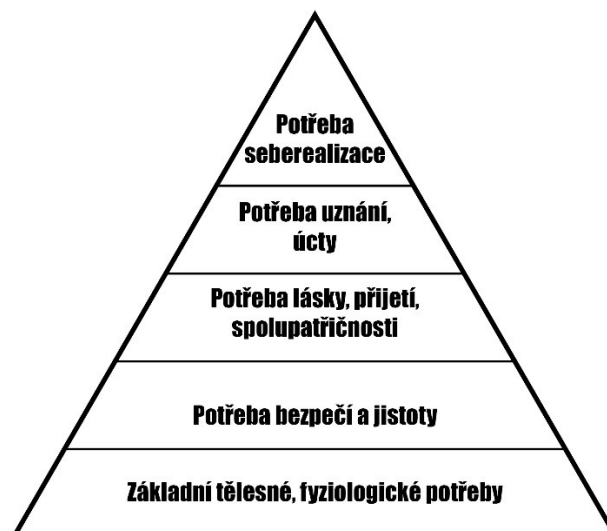 Potřeba
seberealizace
Potřeba uznání,
úcty
Potřeba lásky, přijetí,
spolupatřičnosti
Potřeba bezpečí a jistoty
Základní tělesné, fyziologické potřeby